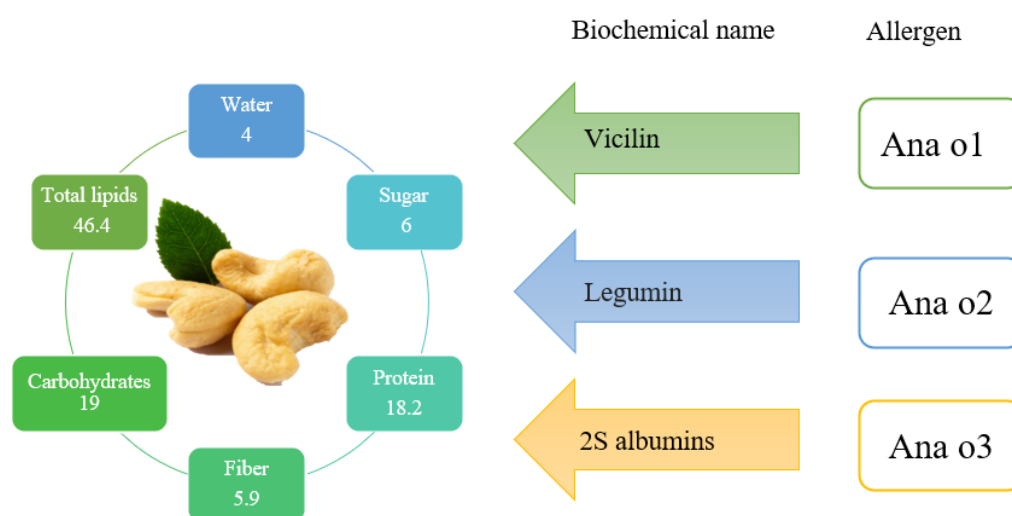 Biochemical name
Allergen
Water
4
Total lipids
46.4
Sugar
6
Carbohydrates
19
Protein
18.2
Fiber
5.9
Vicilin
Ana o1
Legumin
Ana o2
2S albumins
Ana o3